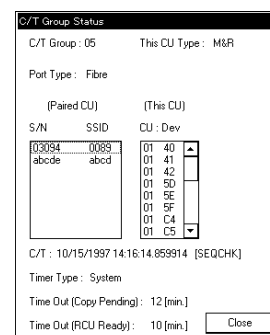 C/T Group Status
C/T Group : 05 This CU Type : M&R
Port Type : Fibre
(Paired CU) (This CU)
S/N SSID CU : Dev
03094 0089 01 40
abcde abcd 01 41
01 42
01 5D
01 5E
01 5F
01 C4
01 C5
C/T : 10/15/1997 14:16:14.859914 [SEQCHK]
Timer Type : System
Time Out (Copy Pending) : 12 [min.]
Time Out (RCU Ready) : 10 [min.] Close